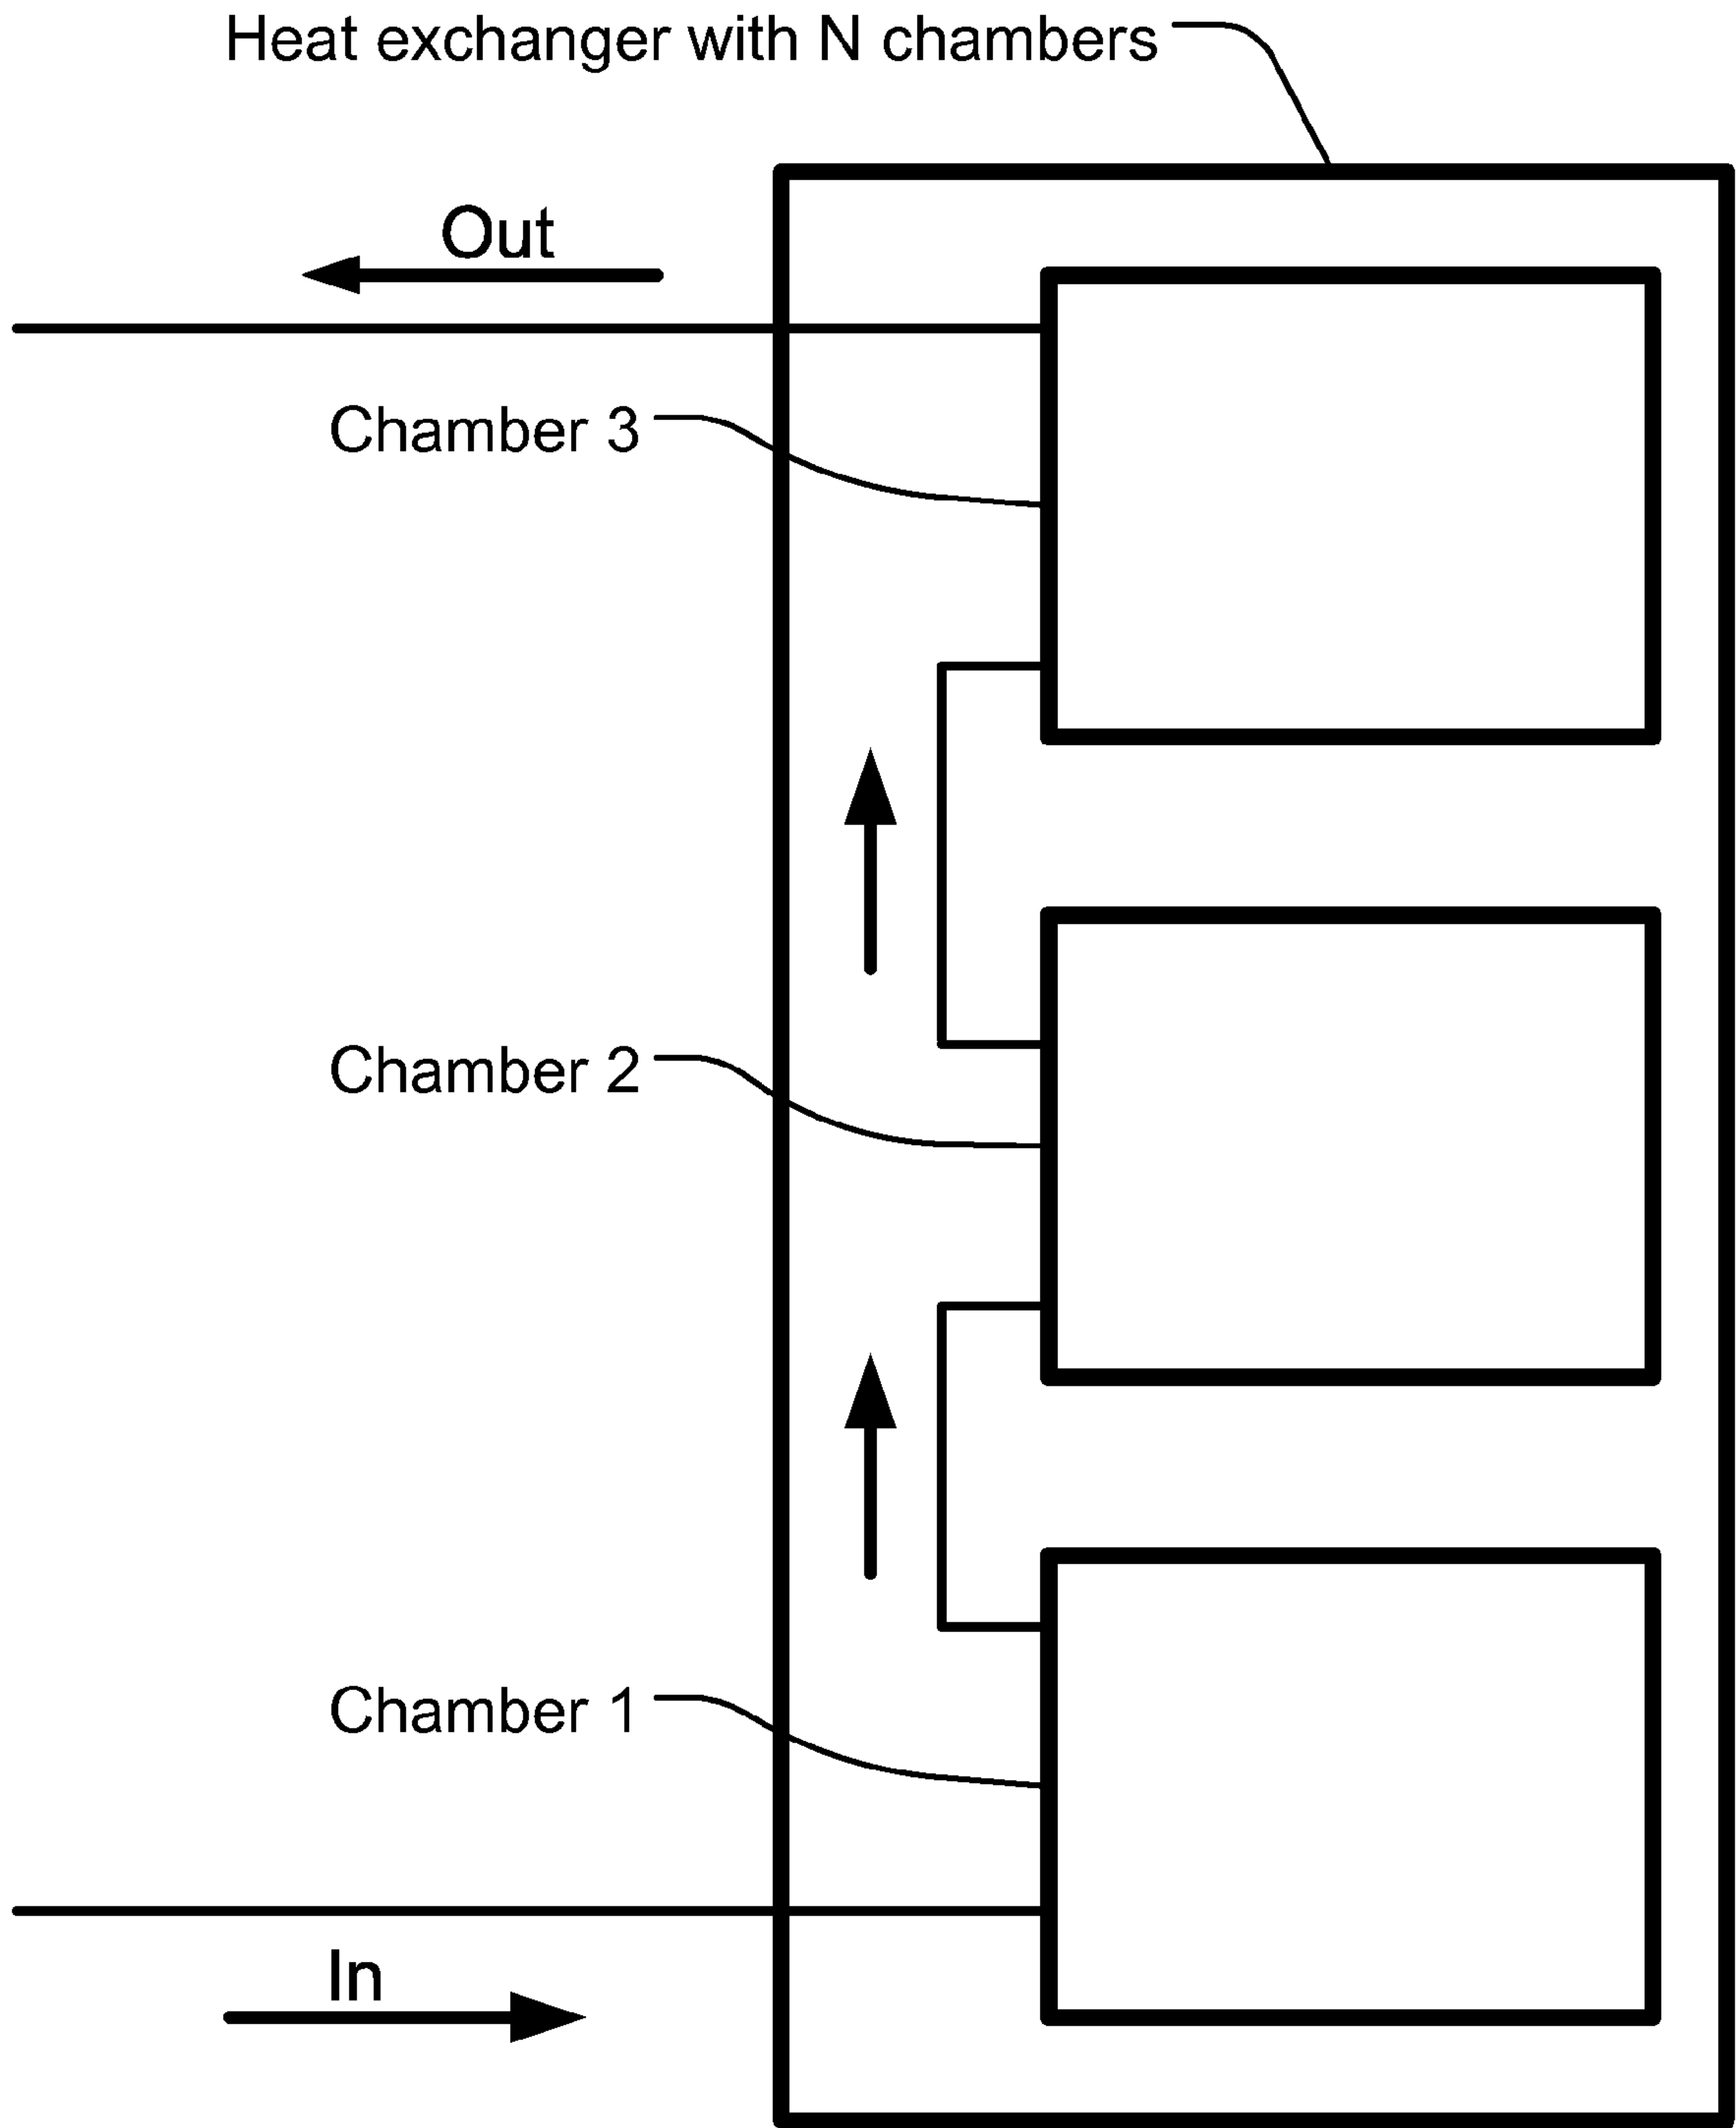 Heat exchanger with N chambers
Out
Chamber 3
Chamber 2
Chamber 1
In